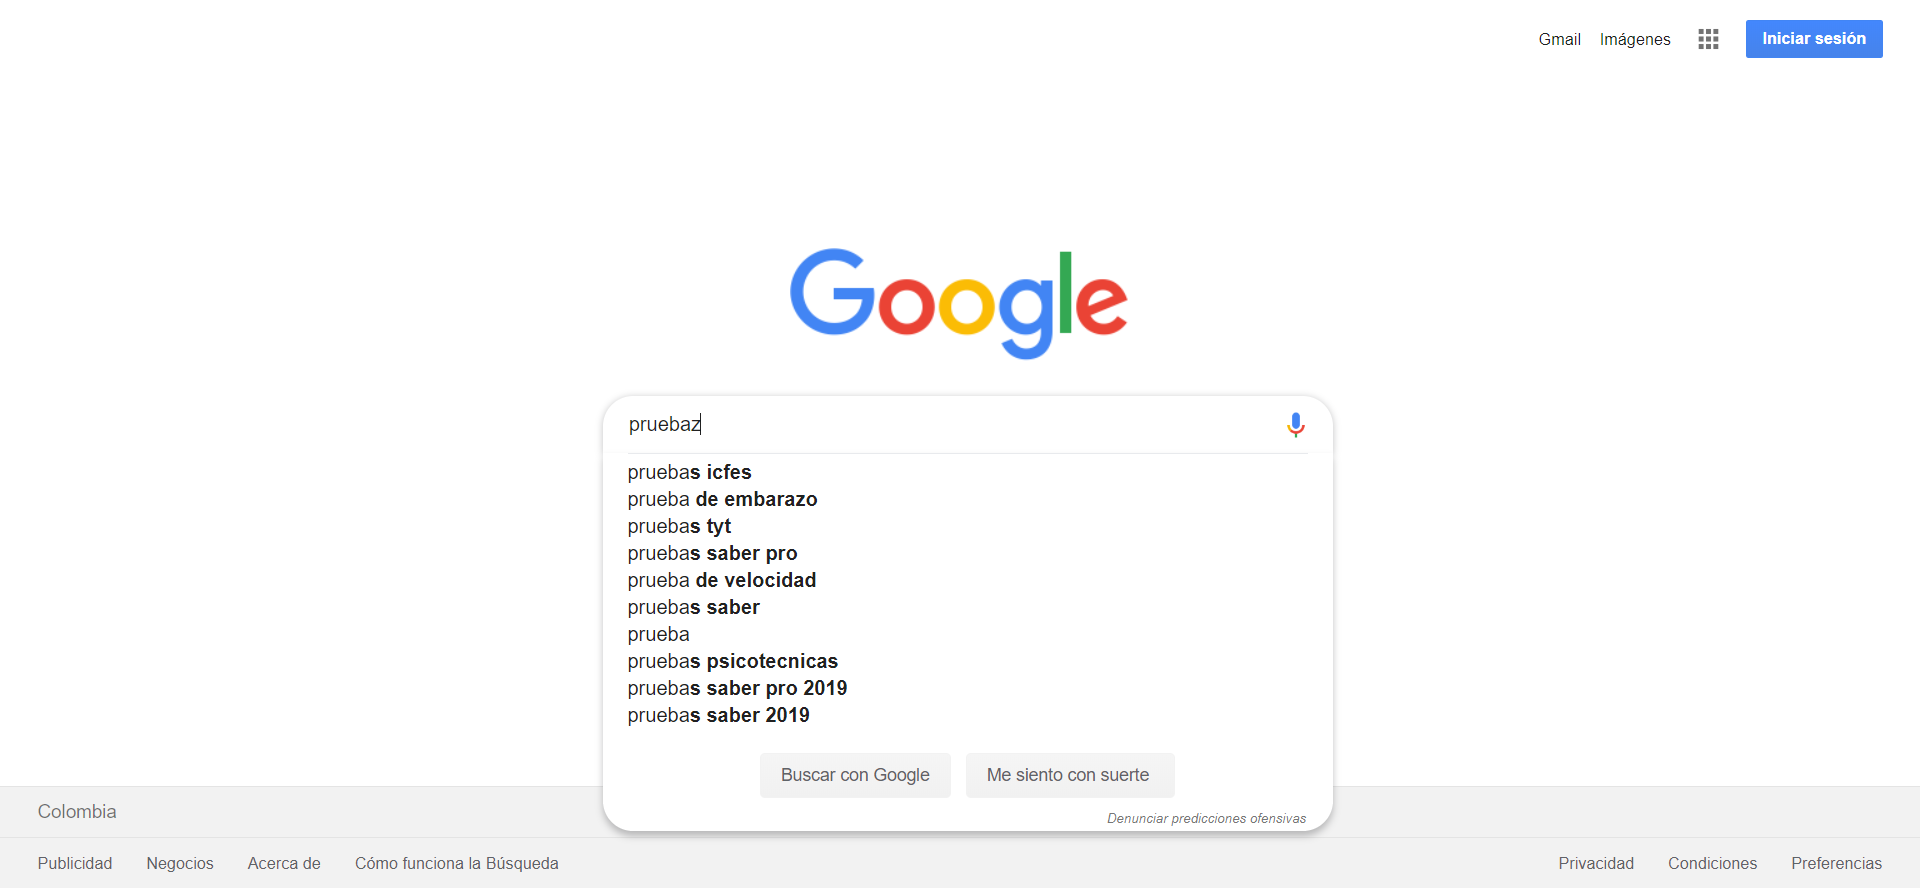 Gmail Imágenes Iniciar sesión
Google
pruebaz
pruebas icfes
prueba de embarazo
pruebas tyt
pruebas saber pro
prueba de velocidad
pruebas saber
prueba
pruebas psicotecnicas
pruebas saber pro 2019
pruebas saber 2019
Buscar con Google Me siento con suerte
Denunciar predicciones ofensivas
Colombia
Publicidad Negocios Acerca de Cómo funciona la Búsqueda Privacidad Condiciones Preferencias